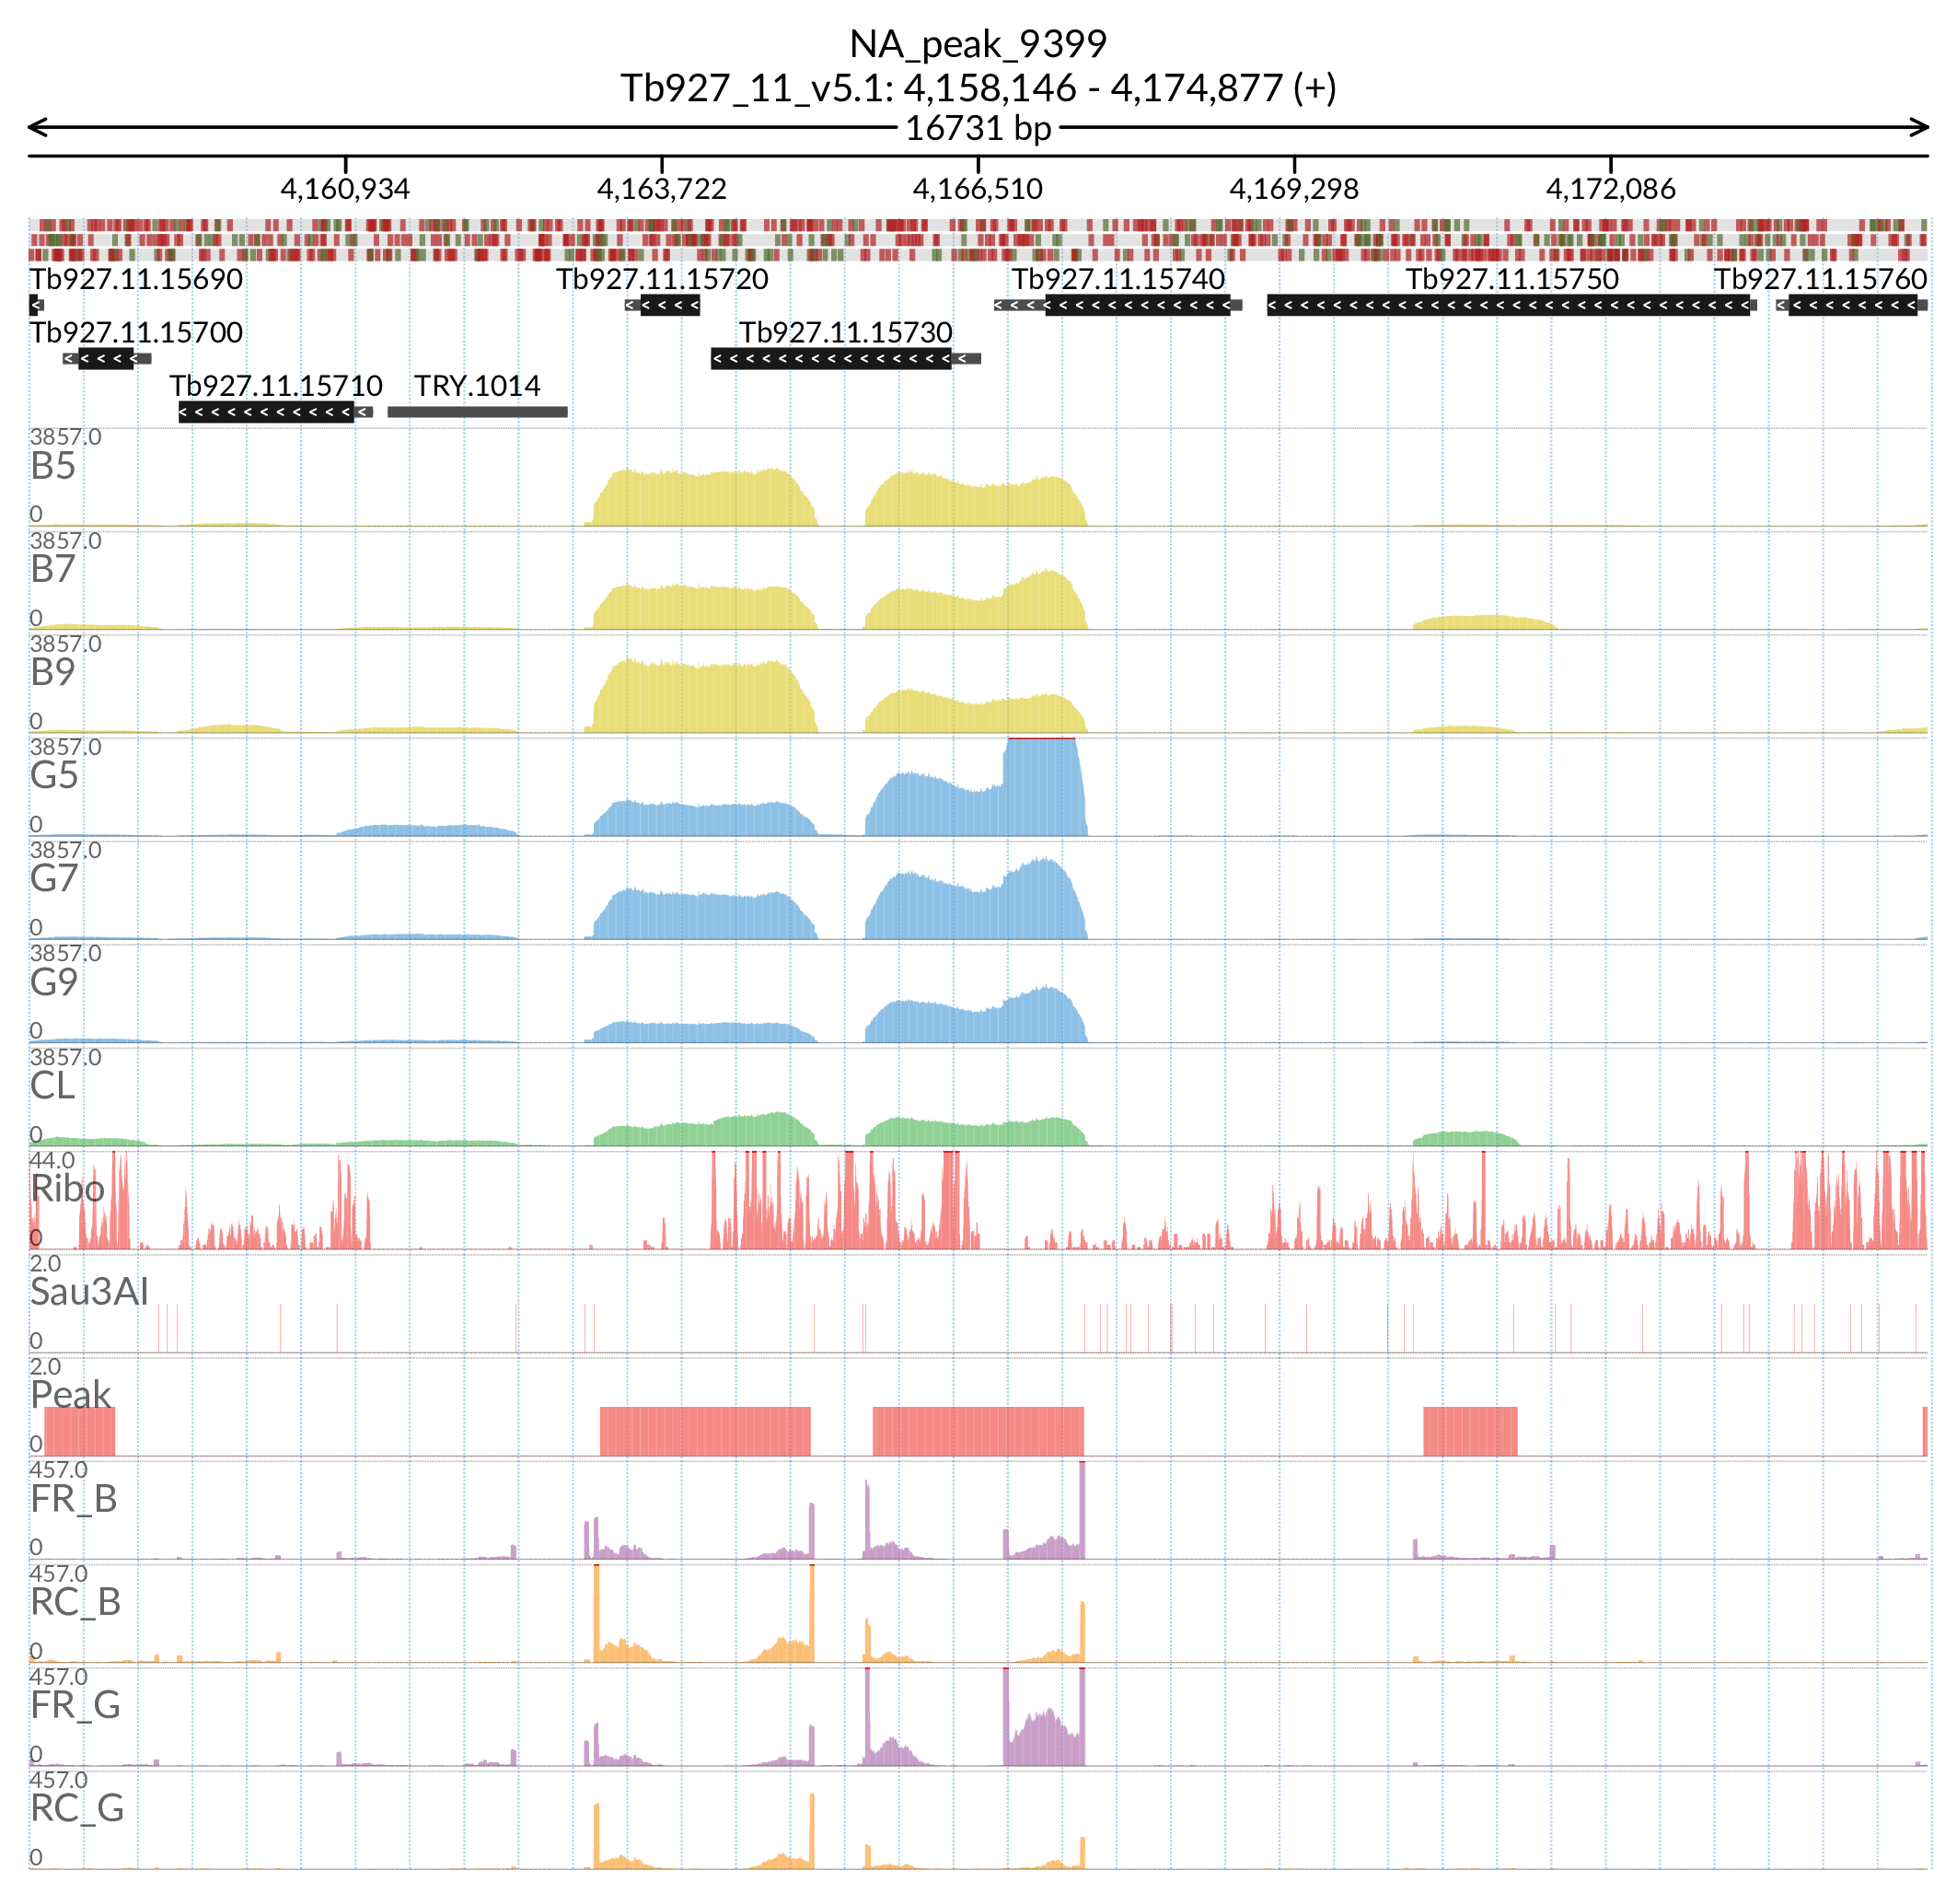 NA_peak_9399
Tb927_11_v5.1: 4,158,146 - 4,174,877 (+)
16731 bp
4,160,934 4,163,722 4,166,510 4,169,298 4,172,086
Tb927.11.15690 Tb927.11.15720 Tb927.11.15740 Tb927.11.15750 Tb927.11.15760
Tb927.11.15700 Tb927.11.15730
Tb927.11.15710 TRY.1014
3857.0
B5
0
3857.0
B7
0
3857.0
B9
0
3857.0
G5
0
3857.0
G7
0
3857.0
G9
0
3857.0
CL
0
44.0
Ribo
0
2.0
Sau3AI
0
2.0
Peak
0
457.0
FR_B
0
457.0
RC_B
0
457.0
FR_G
0
457.0
RC_G
0